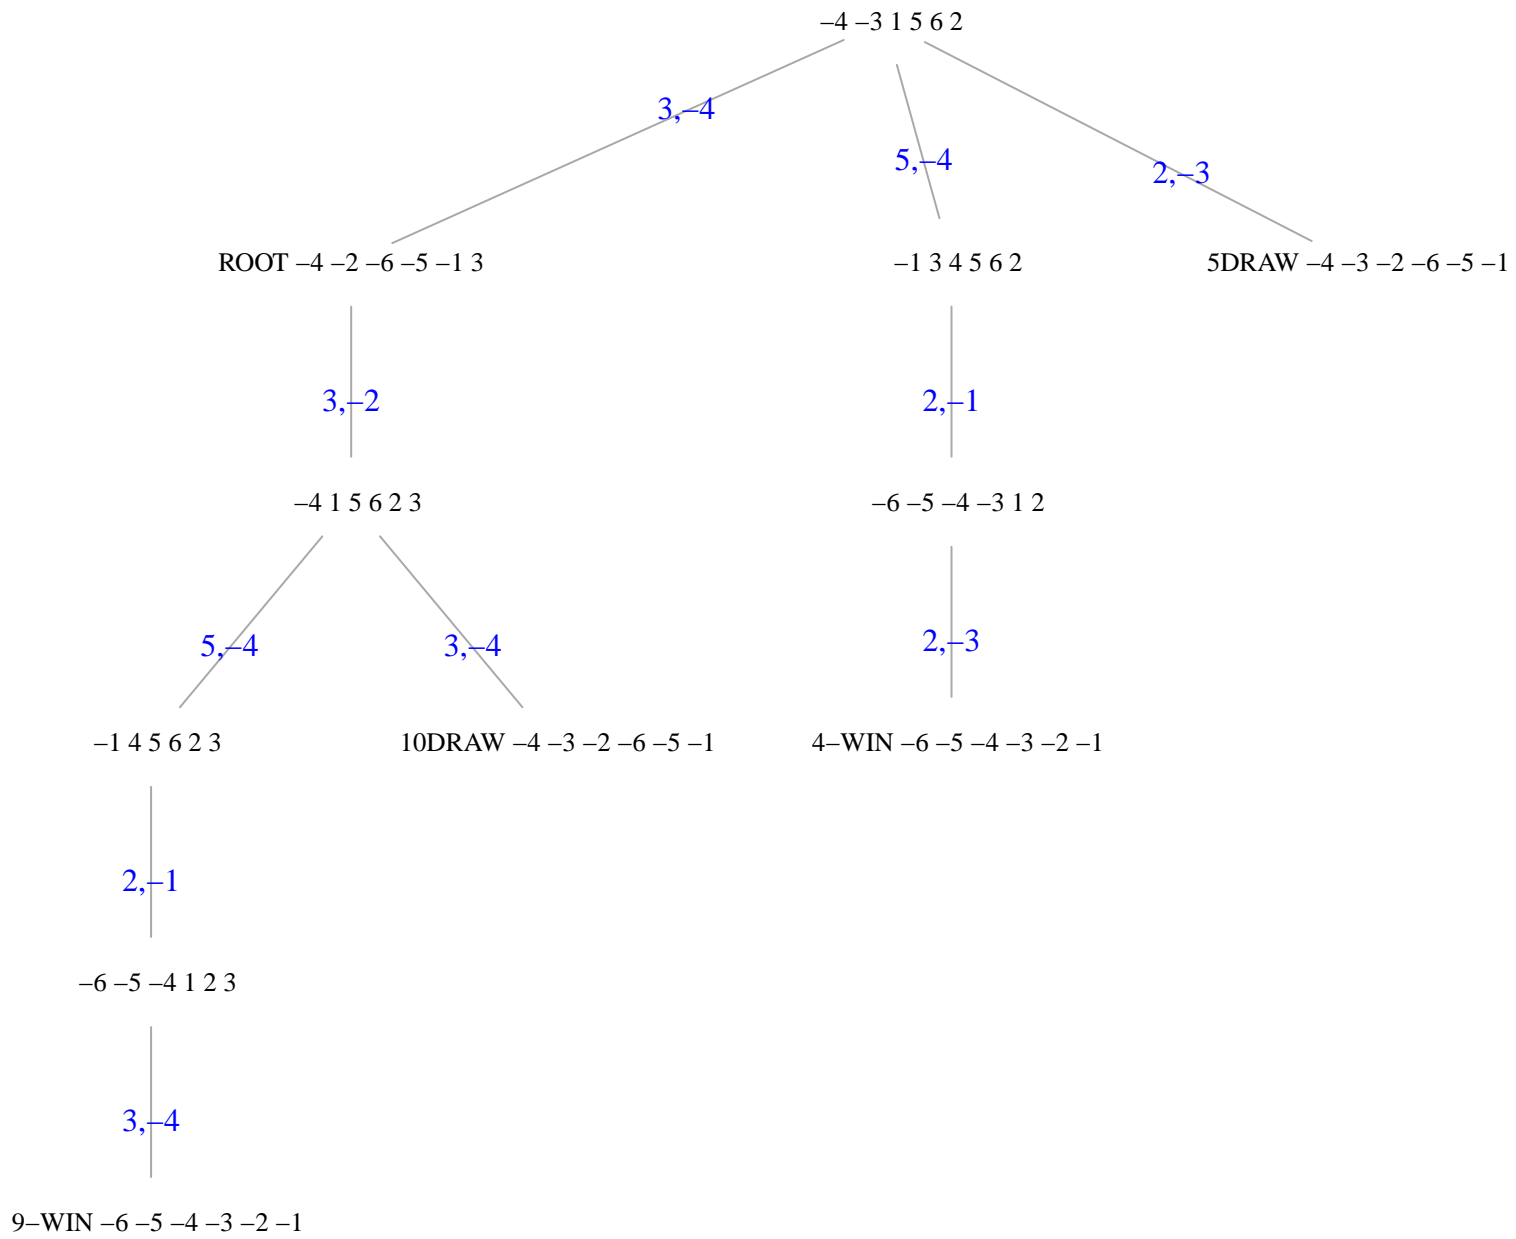 –4 –3 1 5 6 2
3,–4
5,–4
2,–3
ROOT –4 –2 –6 –5 –1 3
–1 3 4 5 6 2
5DRAW –4 –3 –2 –6 –5 –1
3,–2
2,–1
–4 1 5 6 2 3
–6 –5 –4 –3 1 2
5,–4
3,–4
2,–3
–1 4 5 6 2 3
10DRAW –4 –3 –2 –6 –5 –1
4–WIN –6 –5 –4 –3 –2 –1
2,–1
–6 –5 –4 1 2 3
3,–4
9–WIN –6 –5 –4 –3 –2 –1